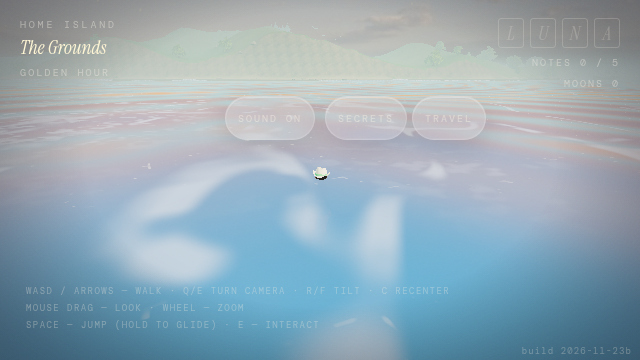 HOME ISLAND
The Grounds
GOLDEN HOUR
L U N A
NOTES 0 / 5
MOONS 0
SOUND ON
SECRETS
TRAVEL
WASD / ARROWS — WALK · Q/E TURN CAMERA · R/F TILT · C RECENTER
MOUSE DRAG — LOOK · WHEEL — ZOOM
SPACE — JUMP (HOLD TO GLIDE) · E — INTERACT
build 2026-11-23b